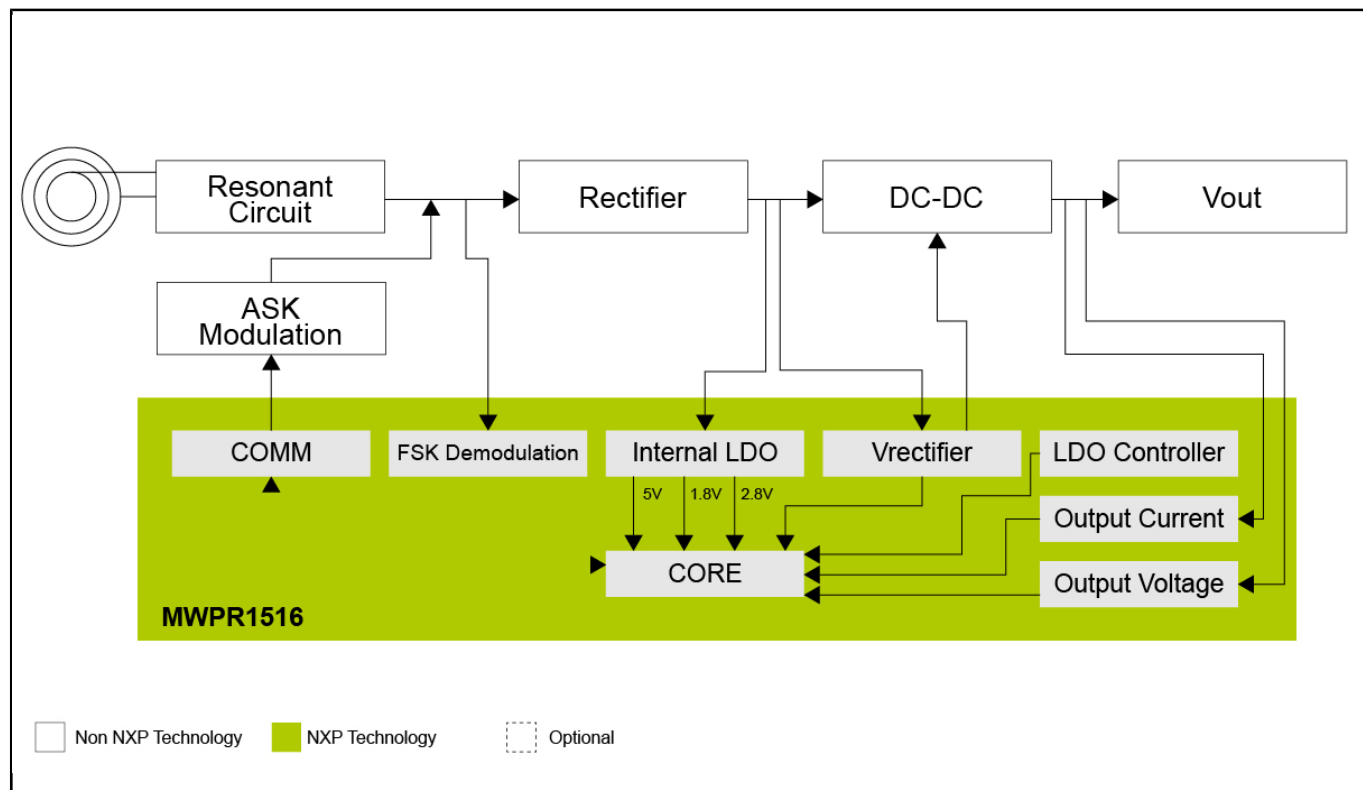 Resonant
Circuit
Rectifier
DC-DC
Vout
ASK
Modulation
COMM
FSK Demodulation
Internal LDO
Vrectifier
LDO Controller
5V
1.8V
2.8V
Output Current
CORE
Output Voltage
MWPR1516
Non NXP Technology
NXP Technology
Optional